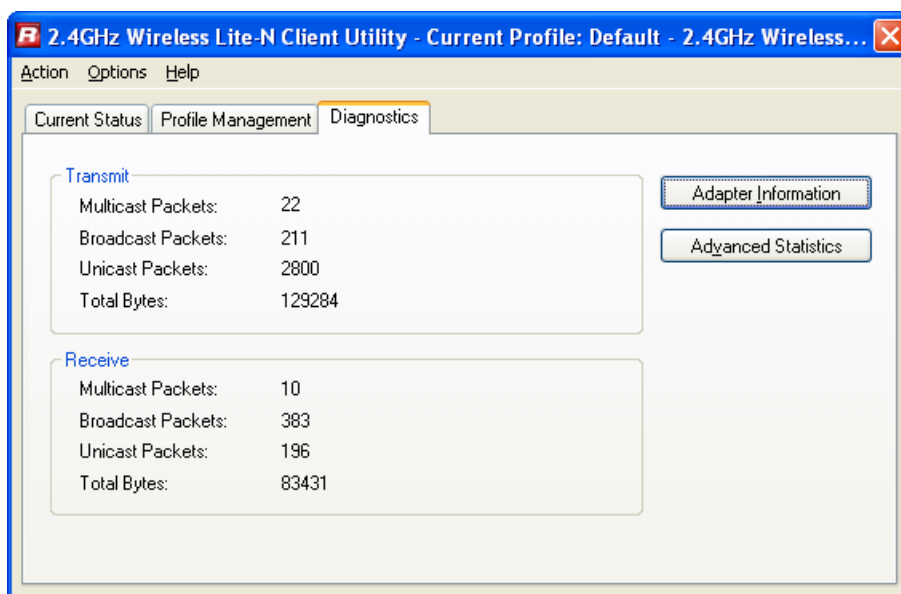 R 2.4GHz Wireless Lite-N Client Utility - Current Profile: Default - 2.4GHz Wireless...
Action Options Help
Current Status Profile Management Diagnostics
Transmit
Multicast Packets: 22
Broadcast Packets: 211
Unicast Packets: 2800
Total Bytes: 129284
Adapter Information
Advanced Statistics
Receive
Multicast Packets: 10
Broadcast Packets: 383
Unicast Packets: 196
Total Bytes: 83431